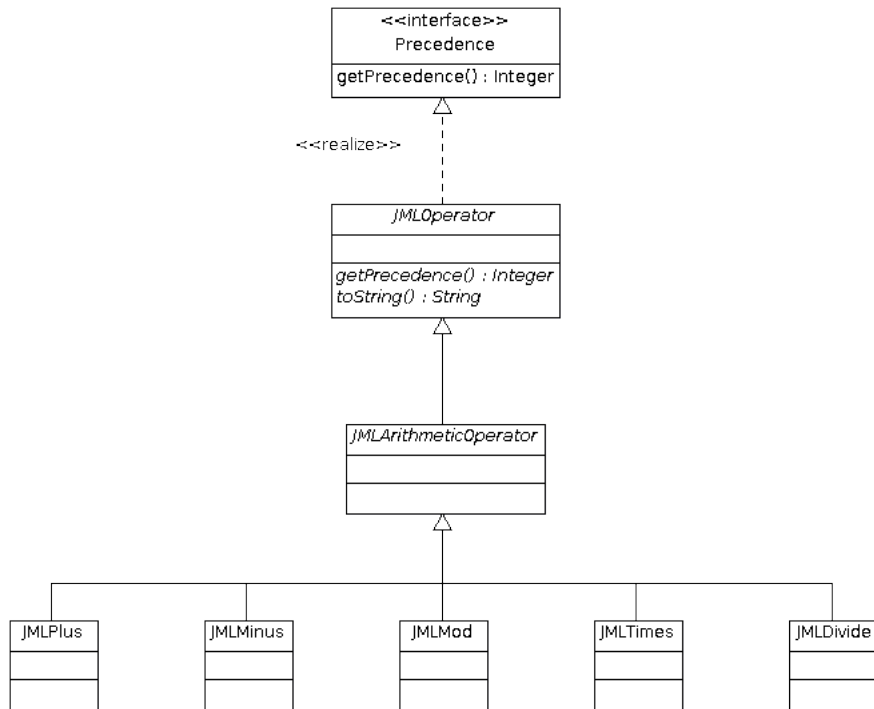 <<interface>>
Precedence
getPrecedence() : Integer
<<realize>>
JMLOperator
getPrecedence() : Integer
toString() : String
JMLArithmeticOperator
JMLPlus
JMLMinus
JMLMod
JMLTimes
JMLDivide